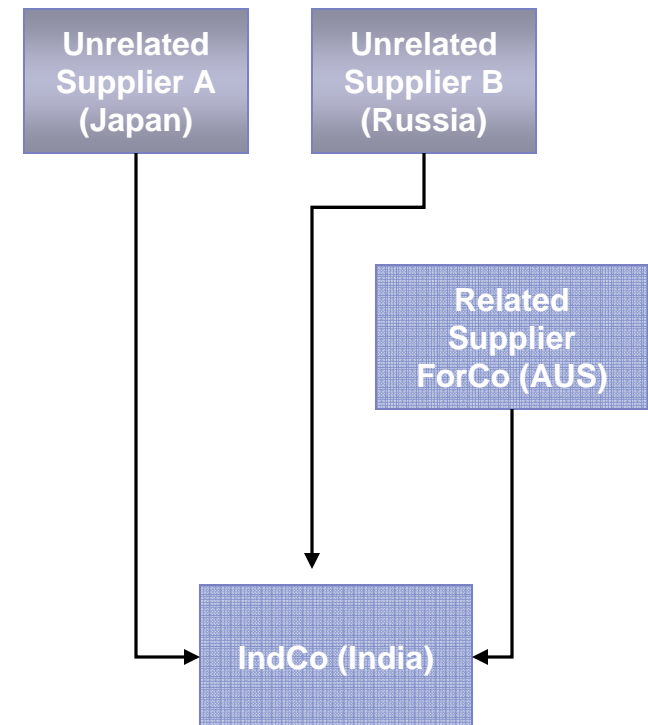 Unrelated
Supplier A
(Japan)
Unrelated
Supplier B
(Russia)
Related
Supplier
ForCo (AUS)
IndCo (India)